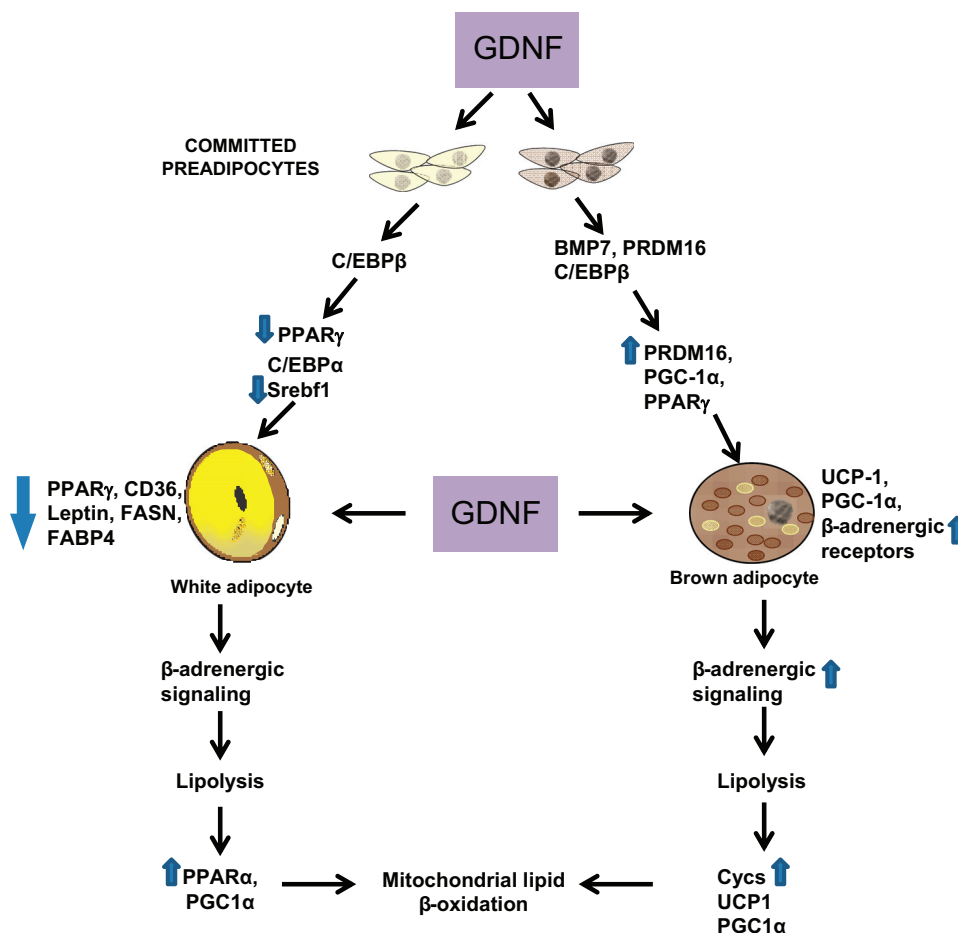 GDNF
COMMITTED
PREADIPOCYTES
C/EBPβ
PPARγ
C/EBPα
Srebf1
BMP7, PRDM16
C/EBPβ
PRDM16,
PGC-1α,
PPARγ
PPARγ, CD36,
Leptin, FASN,
FABP4
GDNF
UCP-1,
PGC-1α,
β-adrenergic
receptors
White adipocyte
Brown adipocyte
β-adrenergic
signaling
β-adrenergic
signaling
Lipolysis
Lipolysis
PPARα,
PGC1α
Mitochondrial lipid
β-oxidation
Cycs
UCP1
PGC1α